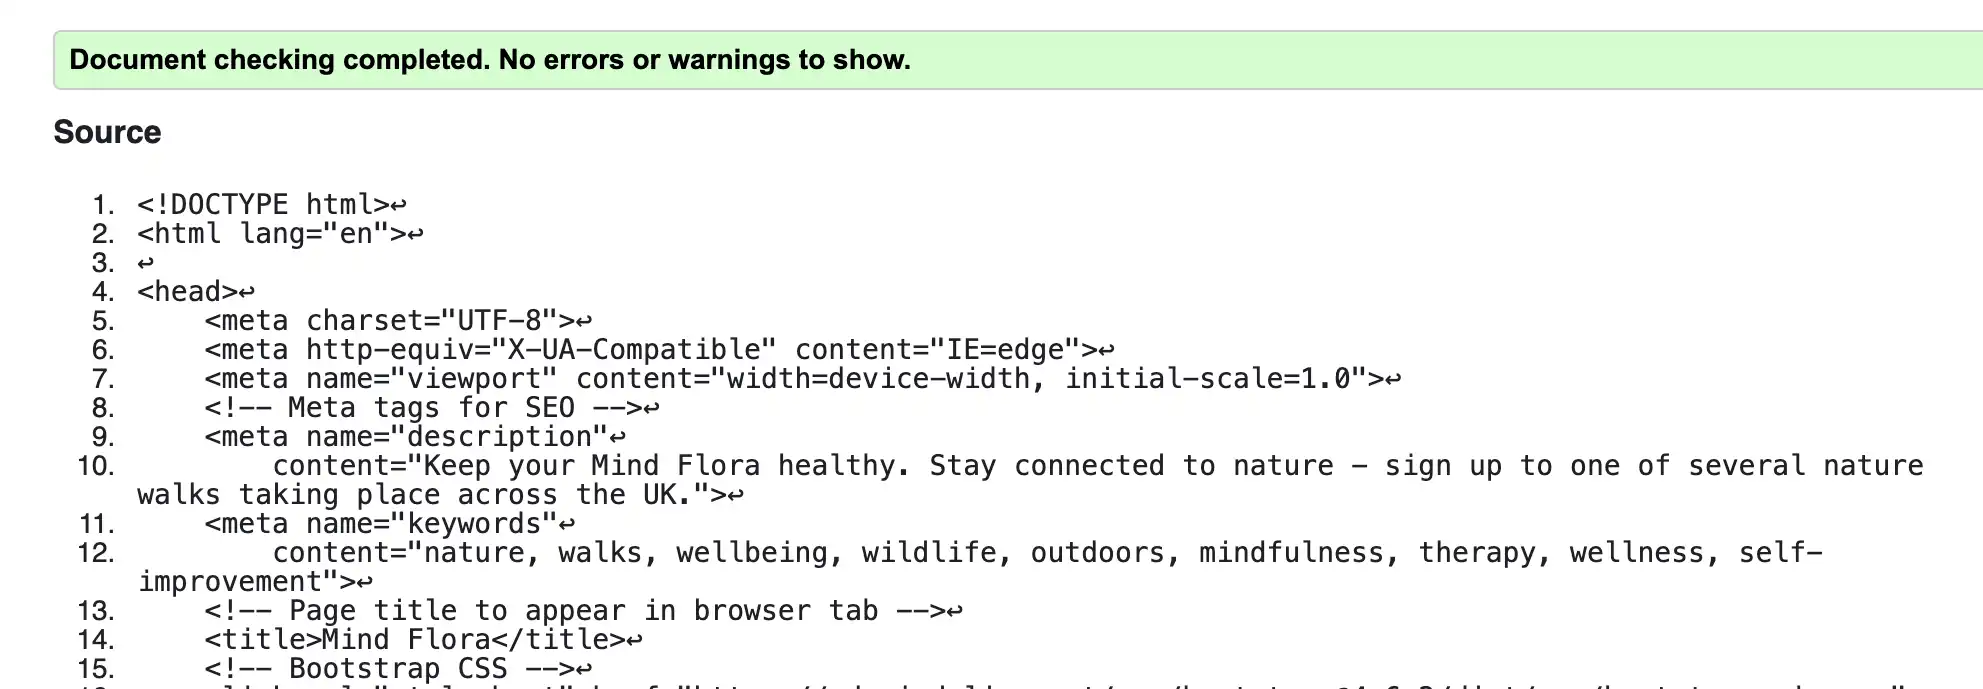 Document checking completed. No errors or warnings to show.
Source
1. <!DOCTYPE html>↩
2. <html lang="en">↩
3. ↩
4. <head>↩
5. <meta charset="UTF-8">↩
6. <meta http-equiv="X-UA-Compatible" content="IE=edge">↩
7. <meta name="viewport" content="width=device-width, initial-scale=1.0">↩
8. <!-- Meta tags for SEO -->↩
9. <meta name="description"↩
10. content="Keep your Mind Flora healthy. Stay connected to nature – sign up to one of several nature
walks taking place across the UK.">↩
11. <meta name="keywords"↩
12. content="nature, walks, wellbeing, wildlife, outdoors, mindfulness, therapy, wellness, self-
improvement">↩
13. <!-- Page title to appear in browser tab -->↩
14. <title>Mind Flora</title>↩
15. <!-- Bootstrap CSS -->↩